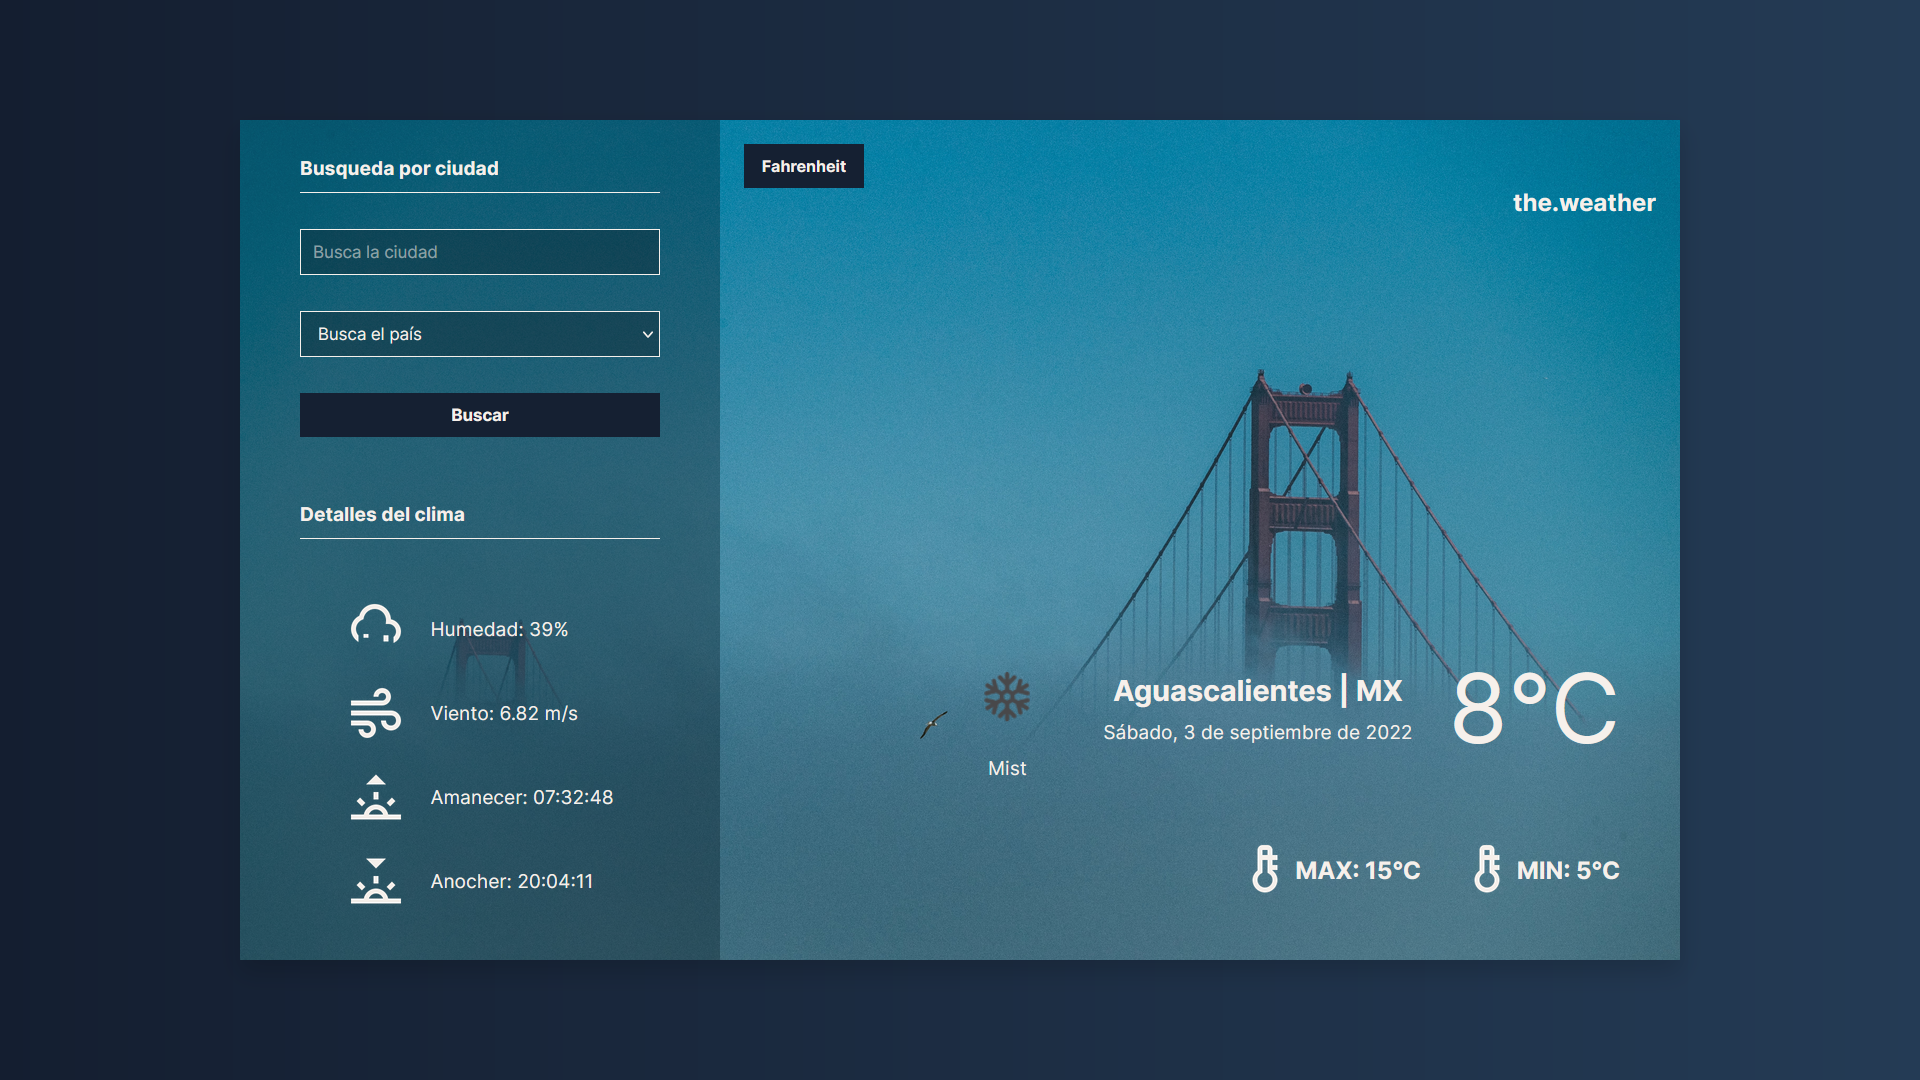 Busqueda por ciudad
Busca la ciudad
Busca el país
Buscar
Detalles del clima
Humedad: 39%
Viento: 6.82 m/s
Amanecer: 07:32:48
Anocher: 20:04:11
Fahrenheit
the.weather
Mist
Aguascalientes | MX
Sábado, 3 de septiembre de 2022
8°C
MAX: 15°C
MIN: 5°C